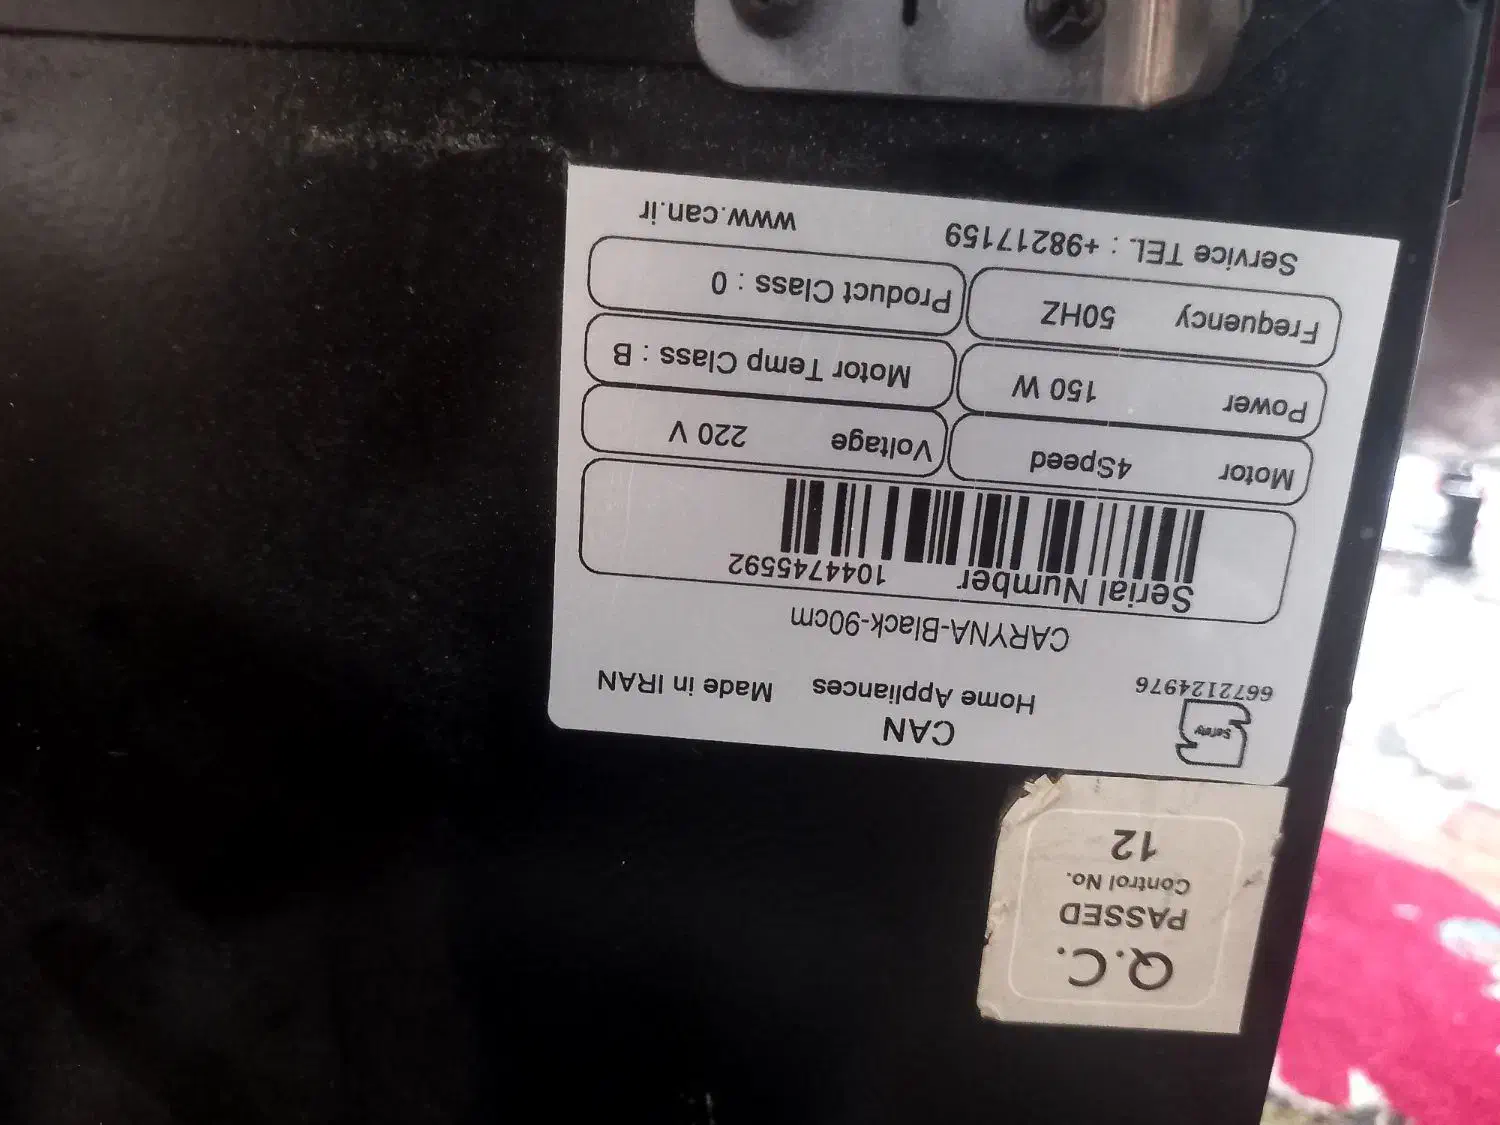 Q.C.
PASSED
Control No.
12
Safety
6672124976
CAN
Home Appliances Made in IRAN
CARYNA-Black-90cm
Serial Number 1044745592
Motor 4Speed
Voltage 220 V
Power 150 W
Motor Temp Class : B
Frequency 50HZ
Product Class : 0
Service TEL. : +98217159 www.can.ir